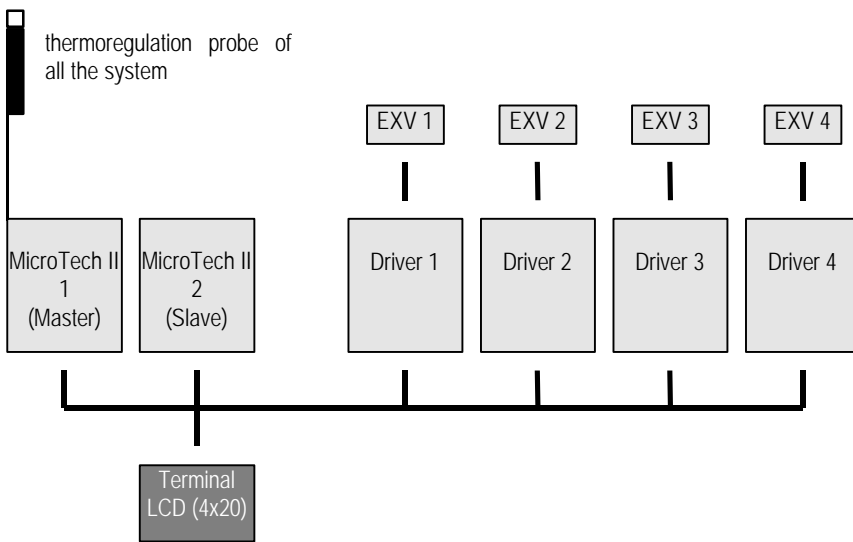 thermoregulation probe of
all the system
EXV 1
EXV 2
EXV 3
EXV 4
MicroTech II
1
(Master)
MicroTech II
2
(Slave)
Driver 1
Driver 2
Driver 3
Driver 4
Terminal
LCD (4x20)